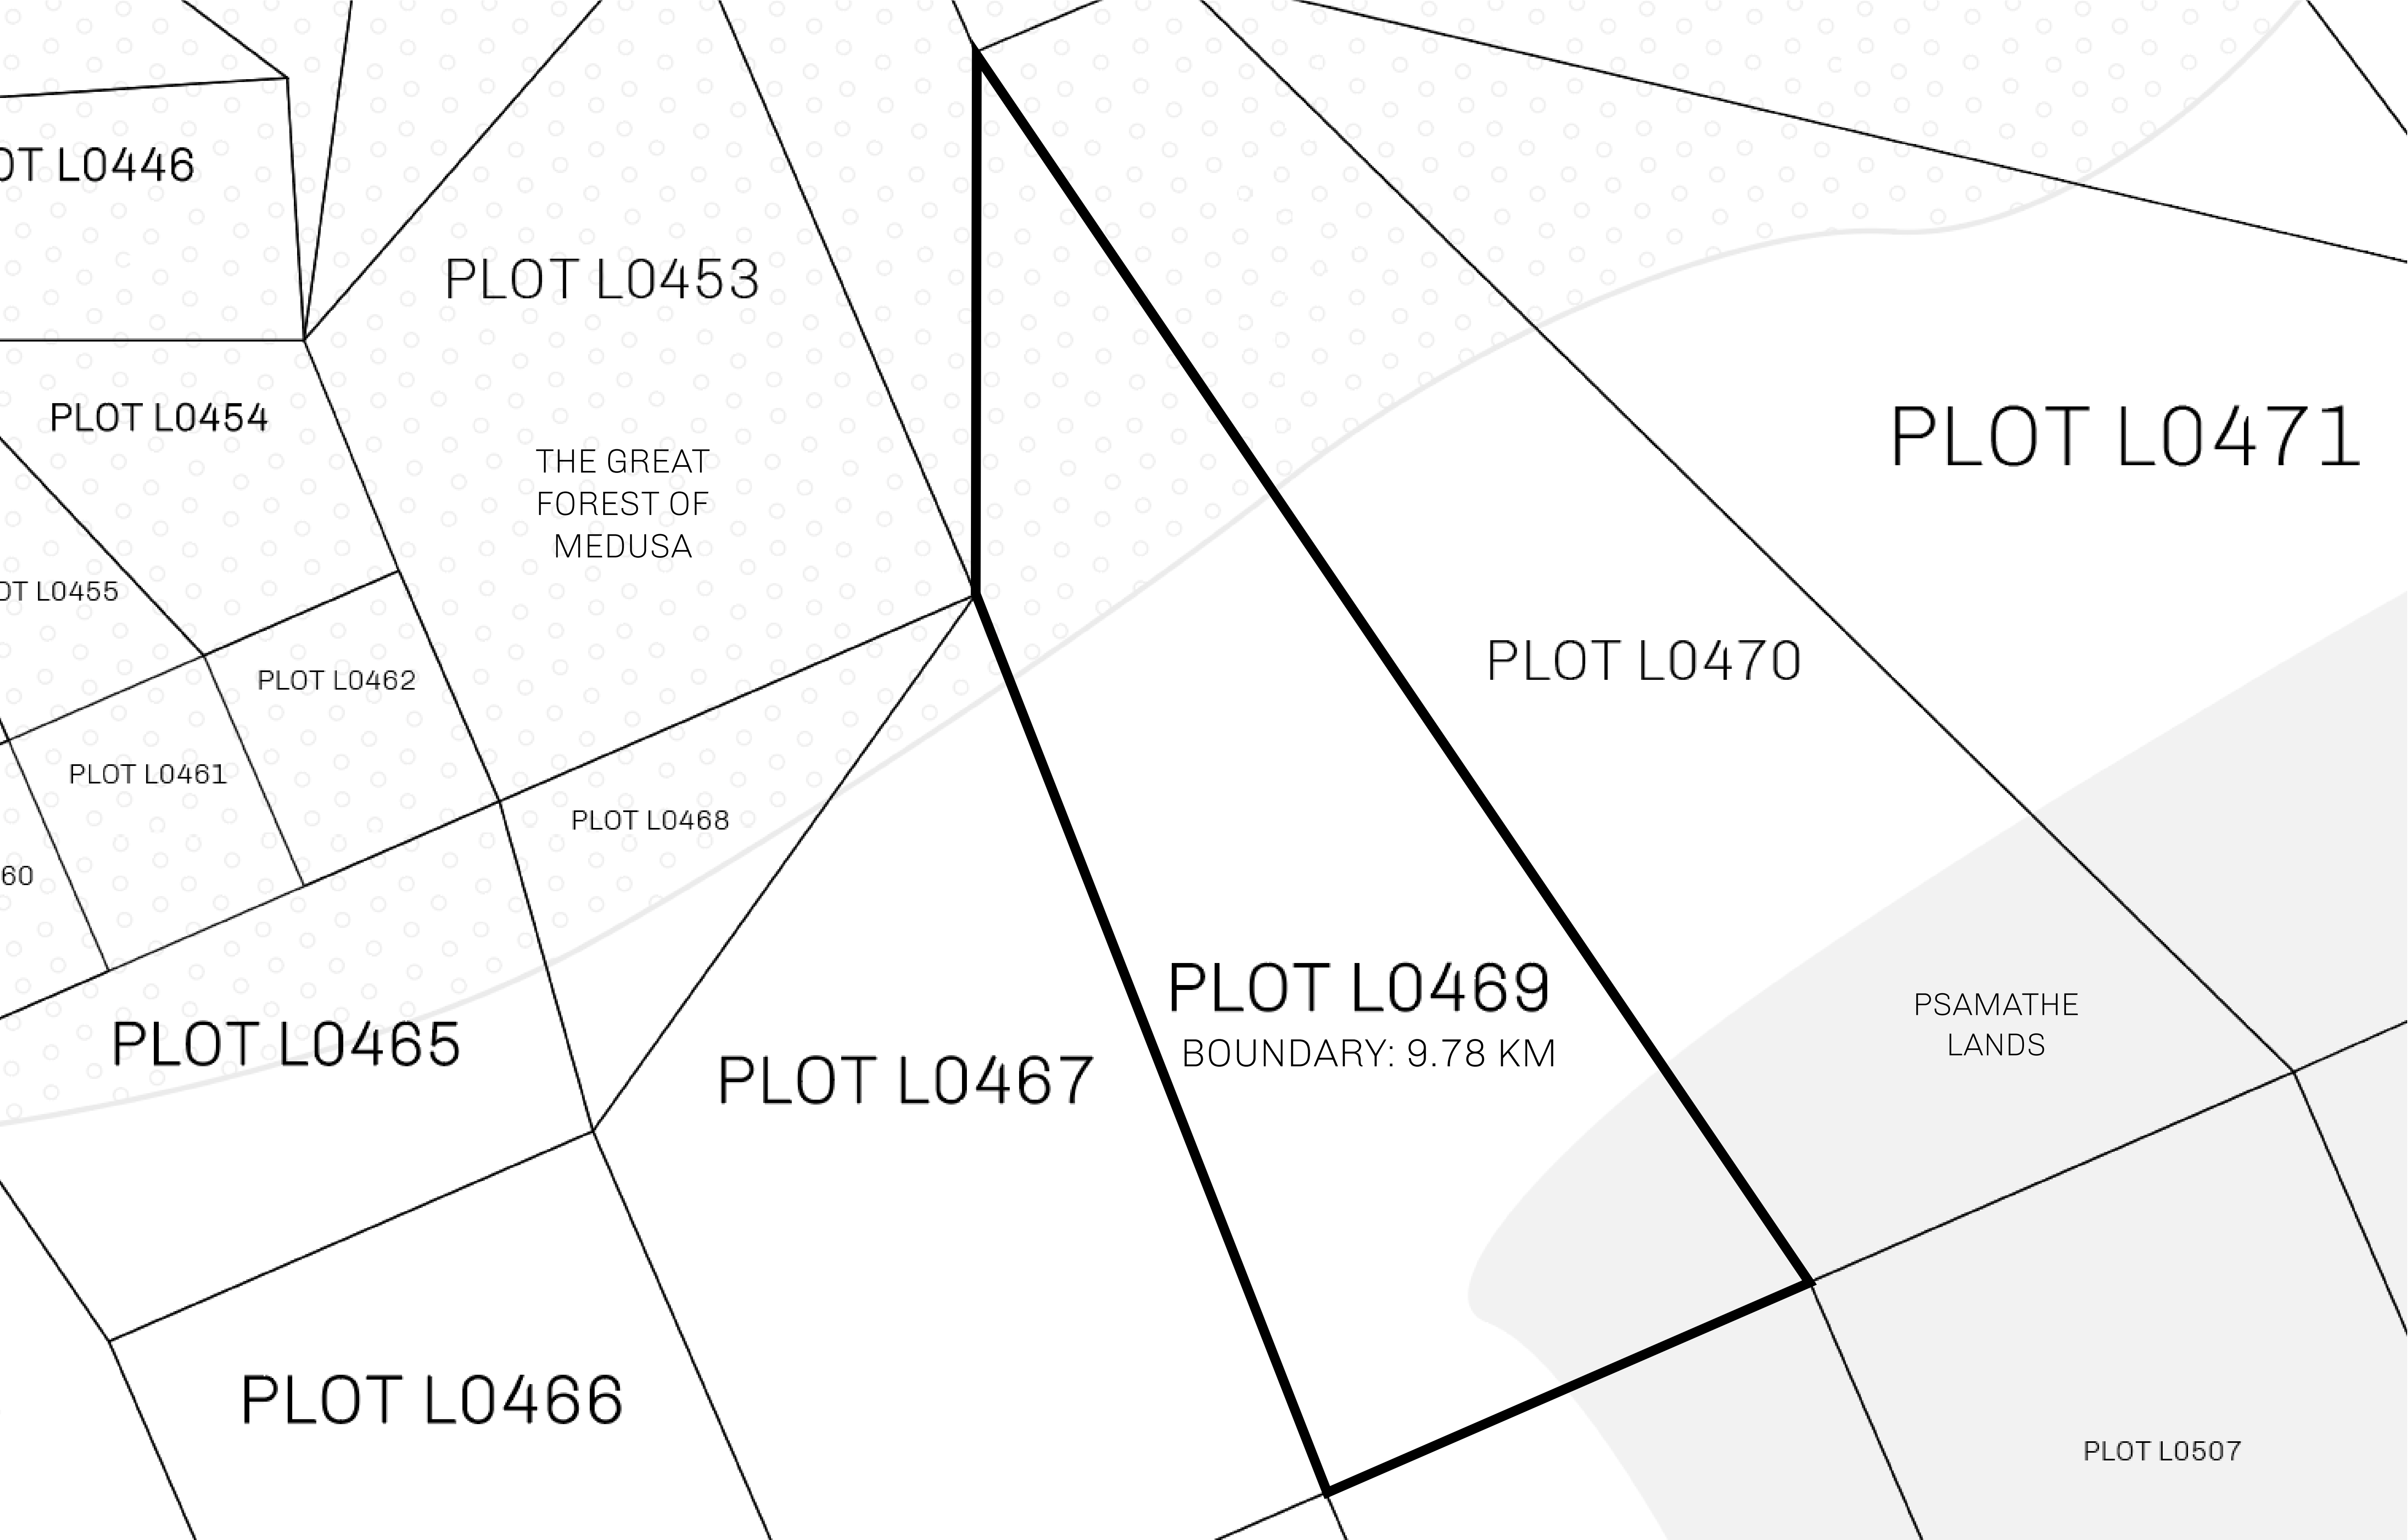 OT L0446
PLOT L0453
PLOT L0454
PLOT L0471
THE GREAT
FOREST OF
MEDUSA
OT L0455
PLOT L0470
PLOT L0462
PLOT L0461
PLOT L0468
60
PLOT L0469
BOUNDARY: 9.78 KM
PSAMATHE
LANDS
PLOT L0465
PLOT L0467
PLOT L0466
PLOT L0507